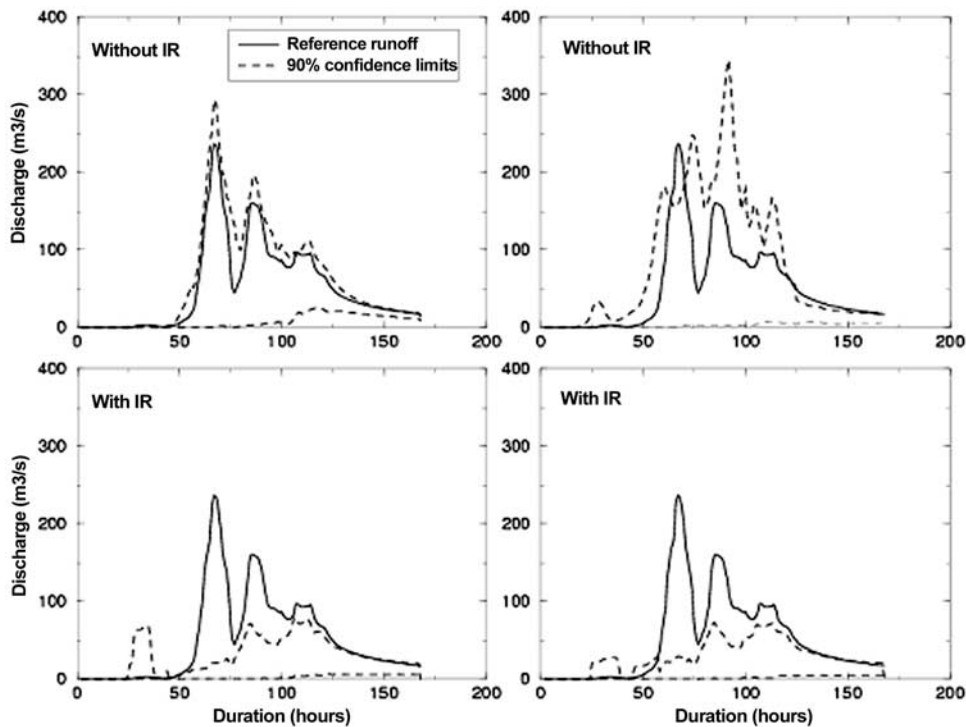 400
300
200
100
0
Discharge (m3/s)
Without IR
Reference runoff
90% confidence limits
0 50 100 150 200
400
300
200
100
0
Without IR
0 50 100 150 200
400
300
200
100
0
Discharge (m3/s)
With IR
0 50 100 150 200
Duration (hours)
400
300
200
100
0
With IR
0 50 100 150 200
Duration (hours)